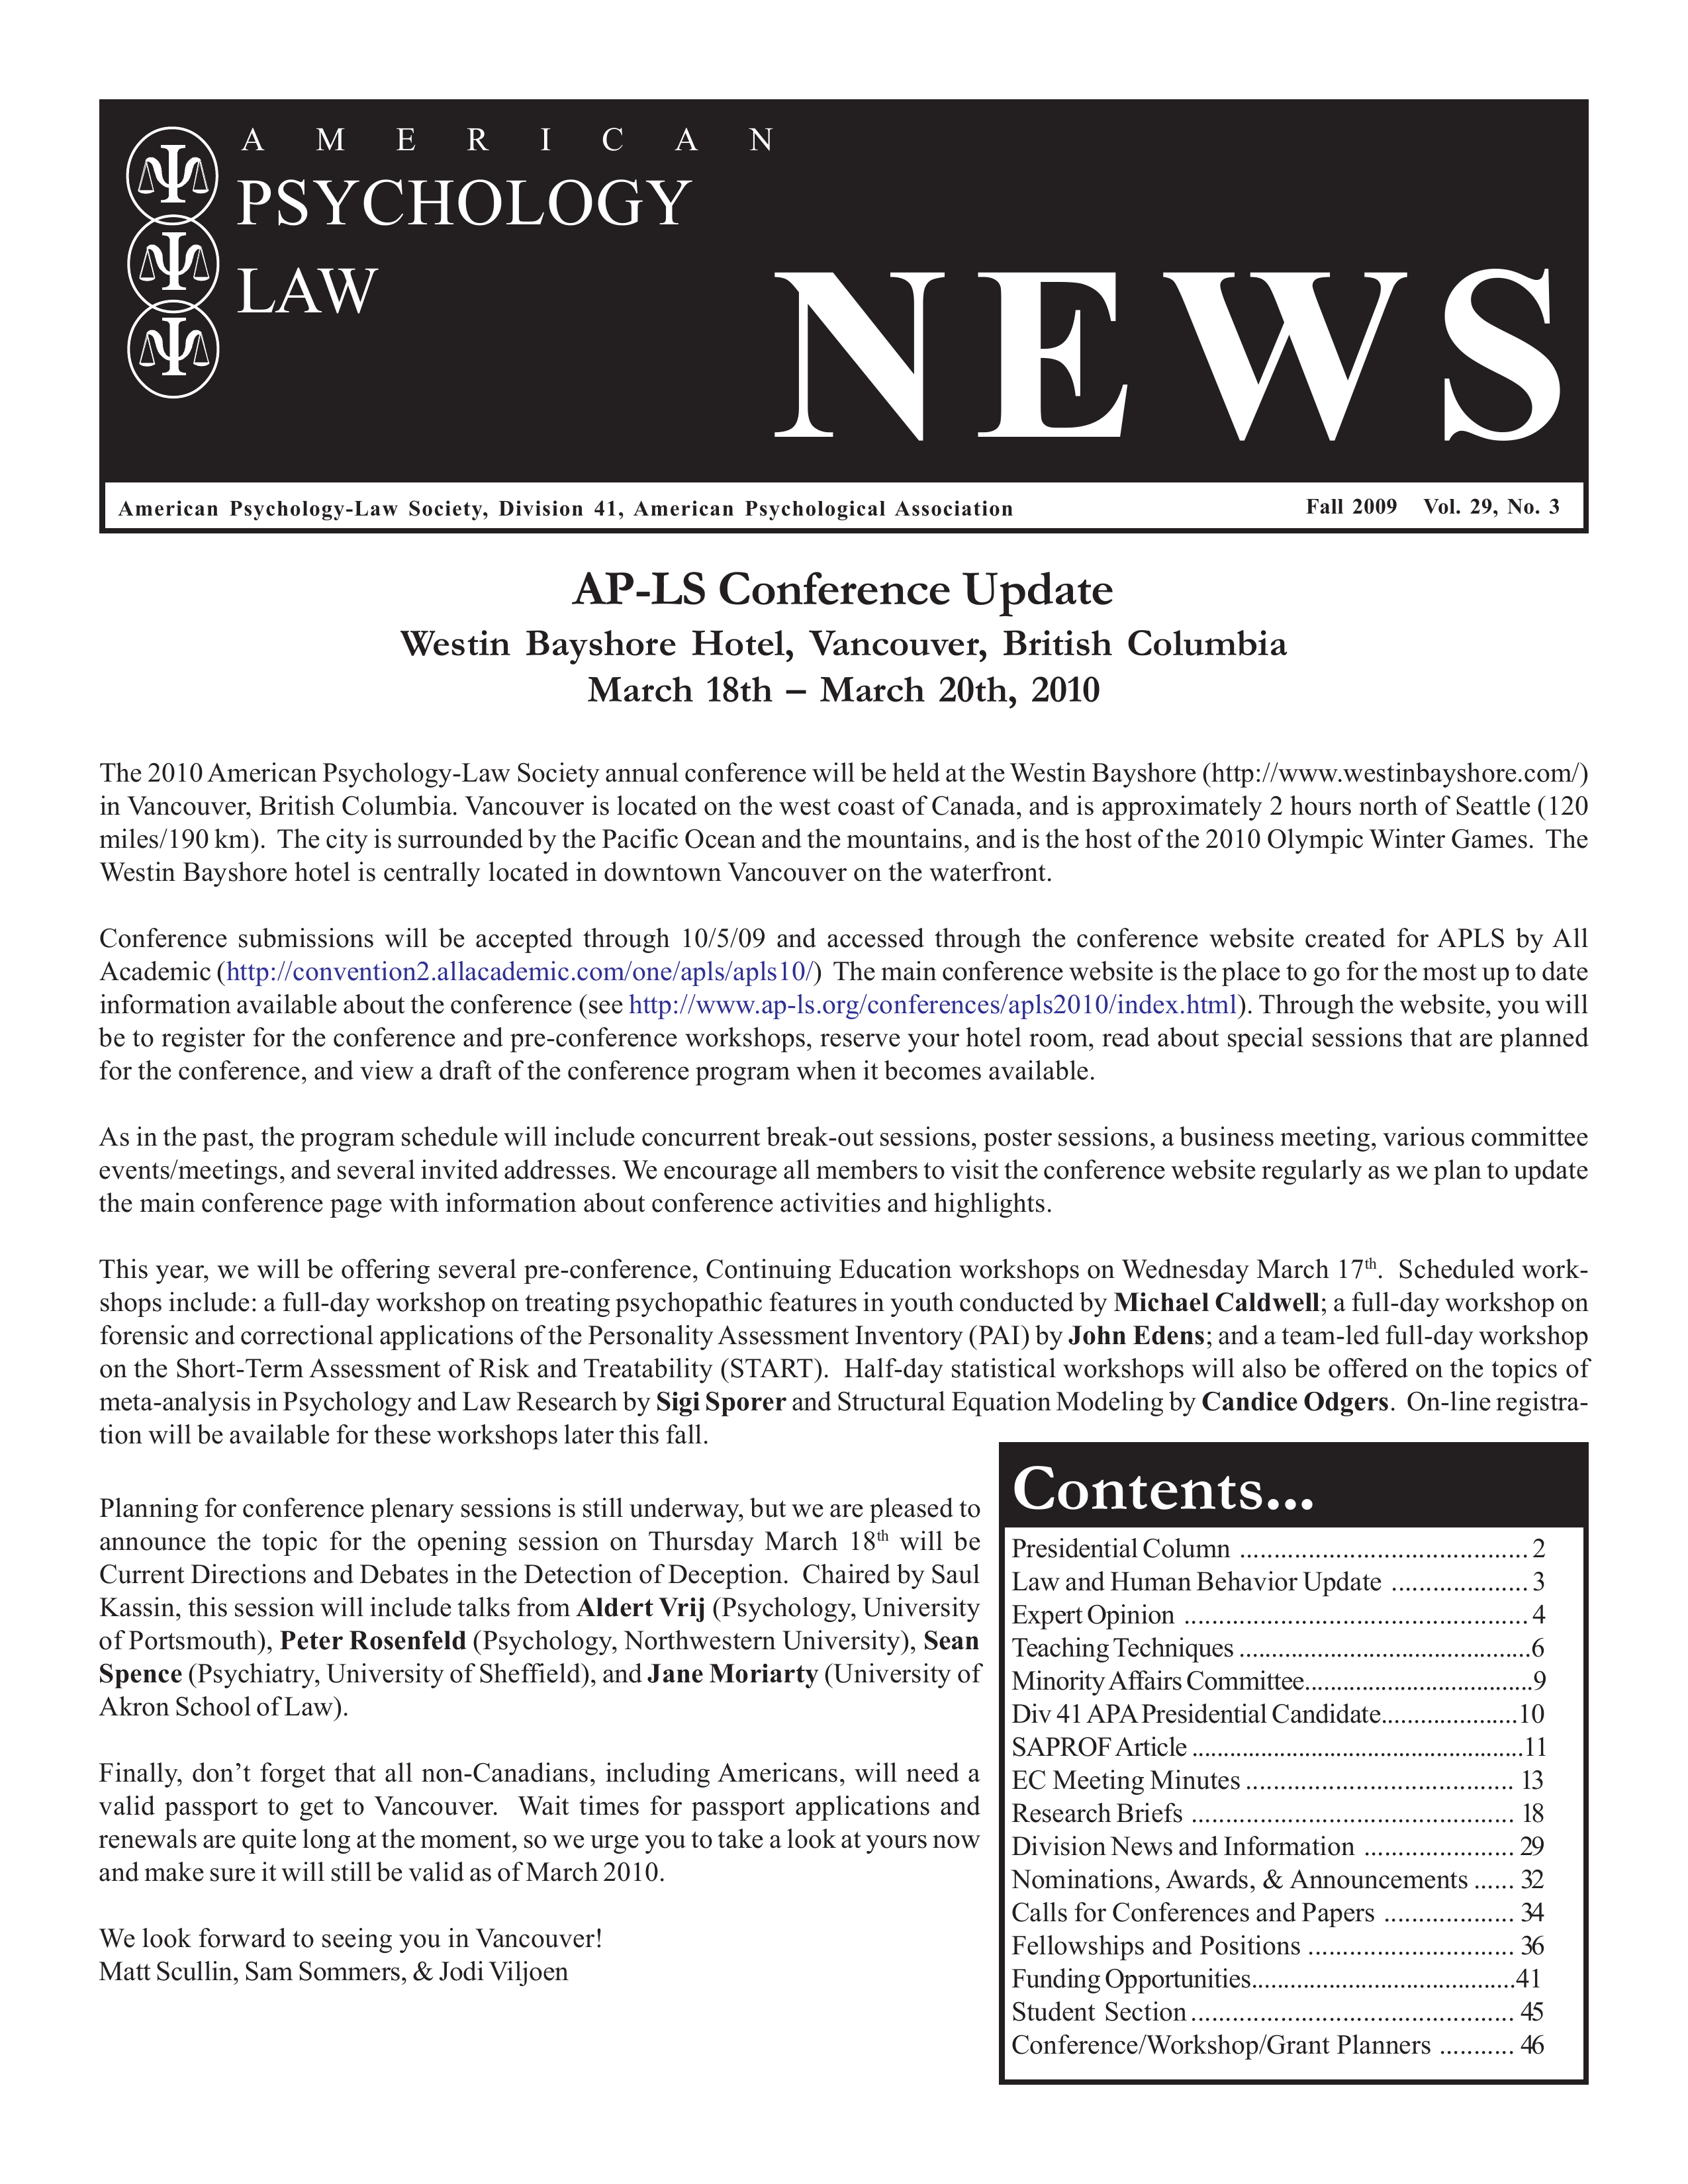 A M E R I C A N
PSYCHOLOGY
LAW
NEWS
American Psychology-Law Society, Division 41, American Psychological Association
Fall 2009 Vol. 29, No. 3
AP-LS Conference Update
Westin Bayshore Hotel, Vancouver, British Columbia
March 18th – March 20th, 2010
The 2010 American Psychology-Law Society annual conference will be held at the Westin Bayshore (http://www.westinbayshore.com/)
in Vancouver, British Columbia. Vancouver is located on the west coast of Canada, and is approximately 2 hours north of Seattle (120
miles/190 km). The city is surrounded by the Pacific Ocean and the mountains, and is the host of the 2010 Olympic Winter Games. The
Westin Bayshore hotel is centrally located in downtown Vancouver on the waterfront.
Conference submissions will be accepted through 10/5/09 and accessed through the conference website created for APLS by All
Academic (http://convention2.allacademic.com/one/apls/apls10/) The main conference website is the place to go for the most up to date
information available about the conference (see http://www.ap-ls.org/conferences/apls2010/index.html). Through the website, you will
be to register for the conference and pre-conference workshops, reserve your hotel room, read about special sessions that are planned
for the conference, and view a draft of the conference program when it becomes available.
As in the past, the program schedule will include concurrent break-out sessions, poster sessions, a business meeting, various committee
events/meetings, and several invited addresses. We encourage all members to visit the conference website regularly as we plan to update
the main conference page with information about conference activities and highlights.
This year, we will be offering several pre-conference, Continuing Education workshops on Wednesday March 17th. Scheduled work-
shops include: a full-day workshop on treating psychopathic features in youth conducted by Michael Caldwell; a full-day workshop on
forensic and correctional applications of the Personality Assessment Inventory (PAI) by John Edens; and a team-led full-day workshop
on the Short-Term Assessment of Risk and Treatability (START). Half-day statistical workshops will also be offered on the topics of
meta-analysis in Psychology and Law Research by Sigi Sporer and Structural Equation Modeling by Candice Odgers. On-line registra-
tion will be available for these workshops later this fall.
Planning for conference plenary sessions is still underway, but we are pleased to
announce the topic for the opening session on Thursday March 18th will be
Current Directions and Debates in the Detection of Deception. Chaired by Saul
Kassin, this session will include talks from Aldert Vrij (Psychology, University
of Portsmouth), Peter Rosenfeld (Psychology, Northwestern University), Sean
Spence (Psychiatry, University of Sheffield), and Jane Moriarty (University of
Akron School of Law).
Finally, don't forget that all non-Canadians, including Americans, will need a
valid passport to get to Vancouver. Wait times for passport applications and
renewals are quite long at the moment, so we urge you to take a look at yours now
and make sure it will still be valid as of March 2010.
We look forward to seeing you in Vancouver!
Matt Scullin, Sam Sommers, & Jodi Viljoen
Contents...
Presidential Column .......................................... 2
Law and Human Behavior Update .................... 3
Expert Opinion .................................................. 4
Teaching Techniques ...........................................6
Minority Affairs Committee...................................9
Div 41 APA Presidential Candidate.....................10
SAPROF Article ...................................................11
EC Meeting Minutes ....................................... 13
Research Briefs ............................................... 18
Division News and Information ...................... 29
Nominations, Awards, & Announcements ...... 32
Calls for Conferences and Papers ................... 34
Fellowships and Positions .............................. 36
Funding Opportunities........................................41
Student Section ............................................... 45
Conference/Workshop/Grant Planners ........... 46